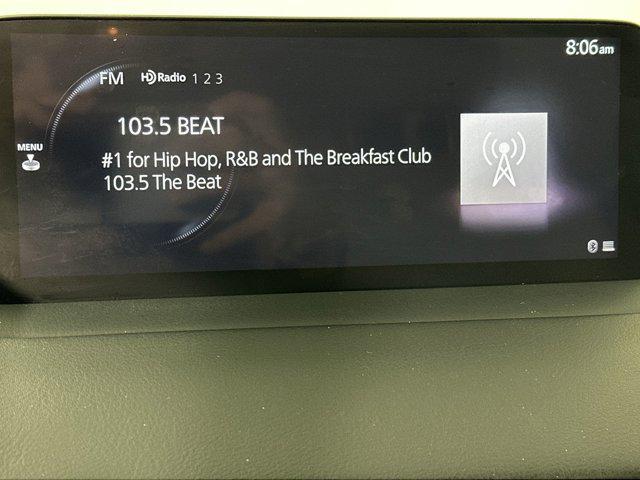 8:06am
FM HD Radio 1 2 3
103.5 BEAT
MENU
#1 for Hip Hop, R&B and The Breakfast Club
103.5 The Beat